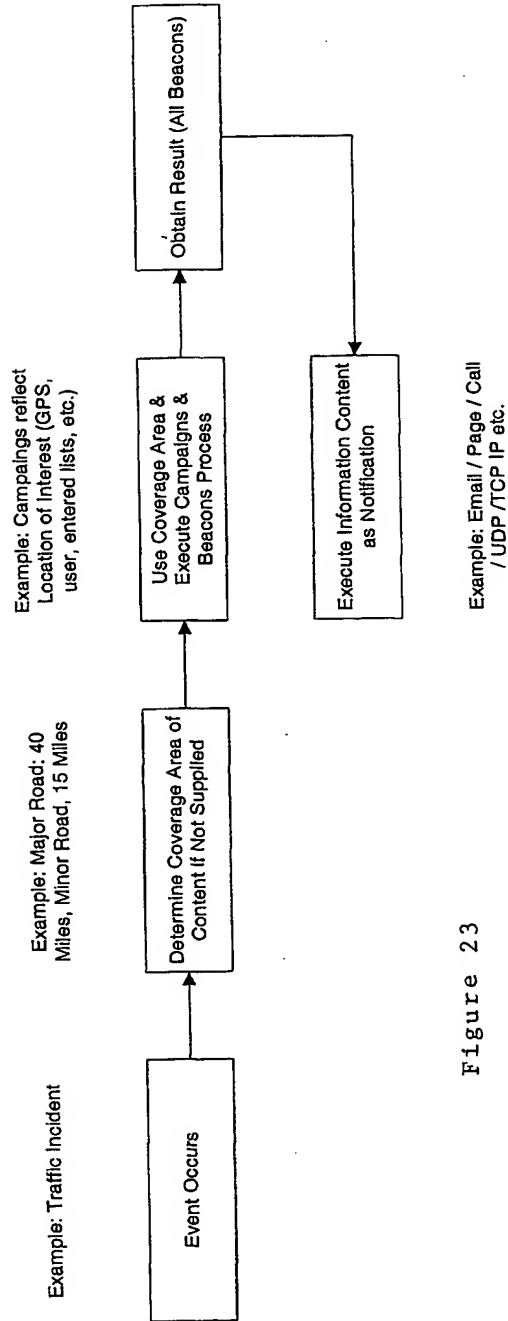 Example: Traffic Incident
Event Occurs
Example: Major Road: 40
Miles, Minor Road, 15 Miles
Determine Coverage Area of
Content If Not Supplied
Example: Campaings reflect
Location of Interest (GPS,
user, entered lists, etc.)
Use Coverage Area &
Execute Campaigns &
Beacons Process
Obtain Result (All Beacons)
Execute Information Content
as Notification
Example: Email / Page / Call
/ UDP /TCP IP etc.
Figure 23